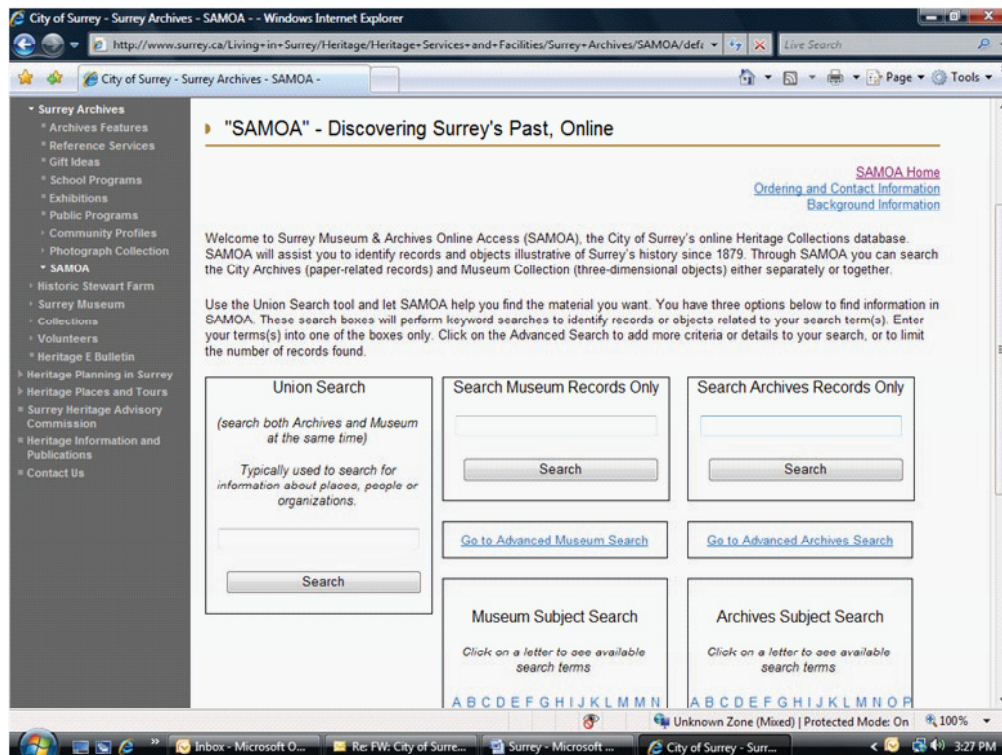 City of Surrey - Surrey Archives - SAMOA - - Windows Internet Explorer
http://www.surrey.ca/Living+in+Surrey/Heritage/Heritage+Services+and+Facilities/Surrey+Archives/SAMOA/defa
Live Search
City of Surrey - Surrey Archives - SAMOA -
Page
Tools
Surrey Archives
Archives Features
Reference Services
Gift Ideas
School Programs
Exhibitions
Public Programs
Community Profiles
Photograph Collection
SAMOA
Historic Stewart Farm
Surrey Museum
Collections
Volunteers
Heritage E Bulletin
Heritage Planning in Surrey
Heritage Places and Tours
Surrey Heritage Advisory
Commission
Heritage Information and
Publications
Contact Us
"SAMOA" - Discovering Surrey's Past, Online
SAMOA Home
Ordering and Contact Information
Background Information
Welcome to Surrey Museum & Archives Online Access (SAMOA), the City of Surrey's online Heritage Collections database.
SAMOA will assist you to identify records and objects illustrative of Surrey's history since 1879. Through SAMOA you can search
the City Archives (paper-related records) and Museum Collection (three-dimensional objects) either separately or together.
Use the Union Search tool and let SAMOA help you find the material you want. You have three options below to find information in
SAMOA. These search boxes will perform keyword searches to identify records or objects related to your search term(s). Enter
your terms(s) into one of the boxes only. Click on the Advanced Search to add more criteria or details to your search, or to limit
the number of records found.
Union Search
(search both Archives and Museum
at the same time)
Typically used to search for
information about places, people or
organizations.
Search
Search Museum Records Only
Search
Go to Advanced Museum Search
Museum Subject Search
Click on a letter to see available
search terms
A B C D E F G H I J K L M M N
Search Archives Records Only
Search
Go to Advanced Archives Search
Archives Subject Search
Click on a letter to see available
search terms
A B C D E F G H I J K L M N O P
Unknown Zone (Mixed) | Protected Mode: On
100%
Inbox - Microsoft O...
Re: FW: City of Surre...
Surrey - Microsoft ...
City of Surrey - Surr...
3:27 PM